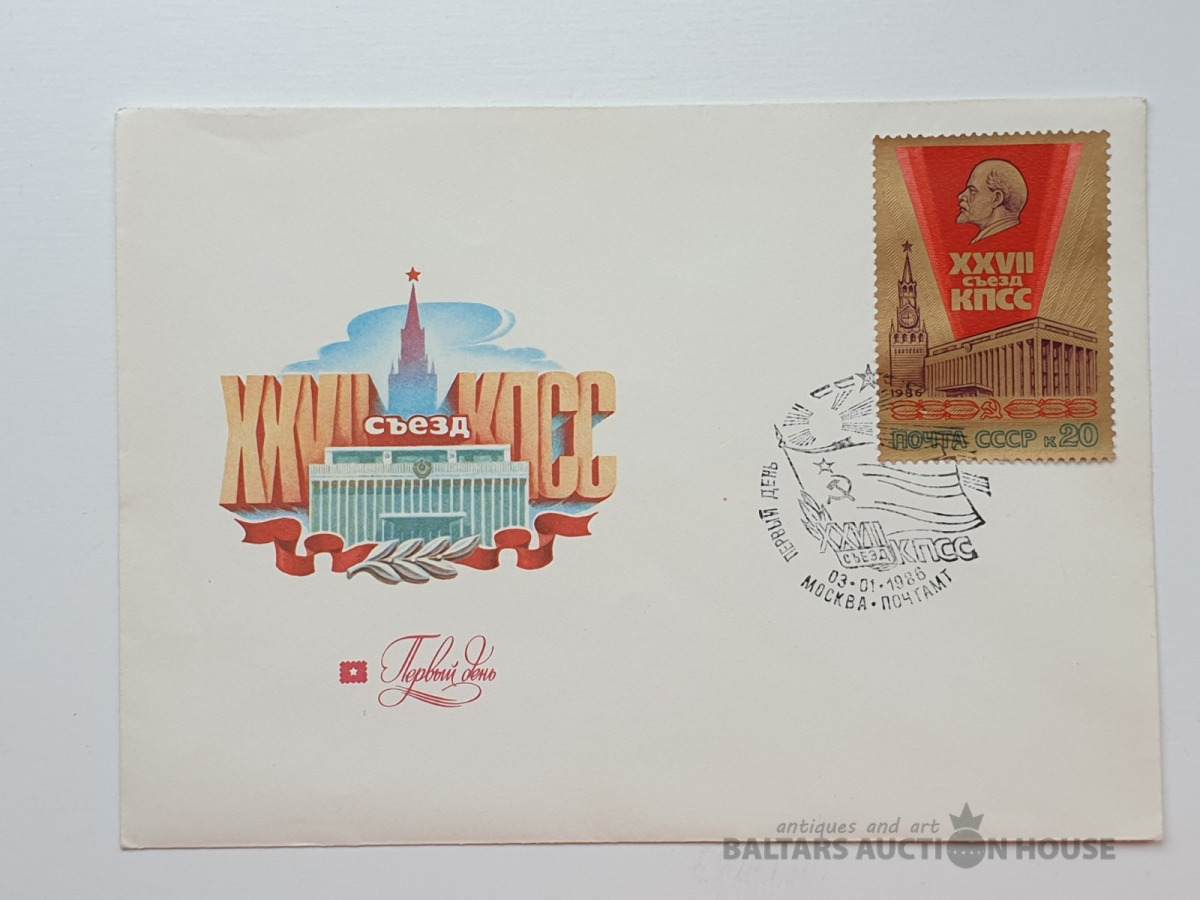 XXVII
съезд
КПСС
1986
ПОЧТА СССР к 20
XXVII съезд КПСС
ПЕРВЫЙ ДЕНЬ
XXVII
СЪЕЗД КПСС
03·01·1986
МОСКВА · ПОЧТАМТ
Первый день
antiques and art
BALTARS AUCTION HOUSE